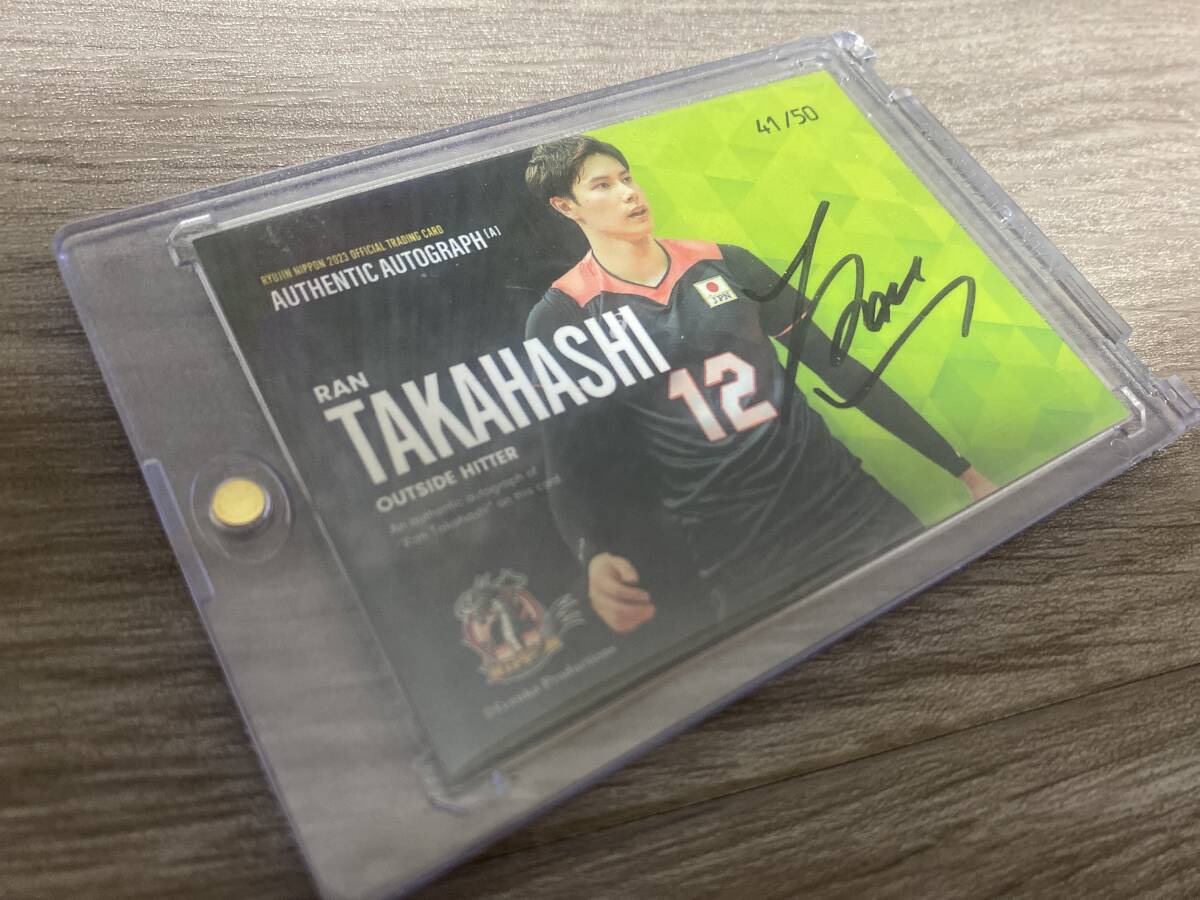 41/50
RYUJIN NIPPON 2023 OFFICIAL TRADING CARD
AUTHENTIC AUTOGRAPH [A]
RAN
TAKAHASHI
OUTSIDE HITTER
An authentic autograph of
"Ran Takahashi" on this card
JPN
12
Ran